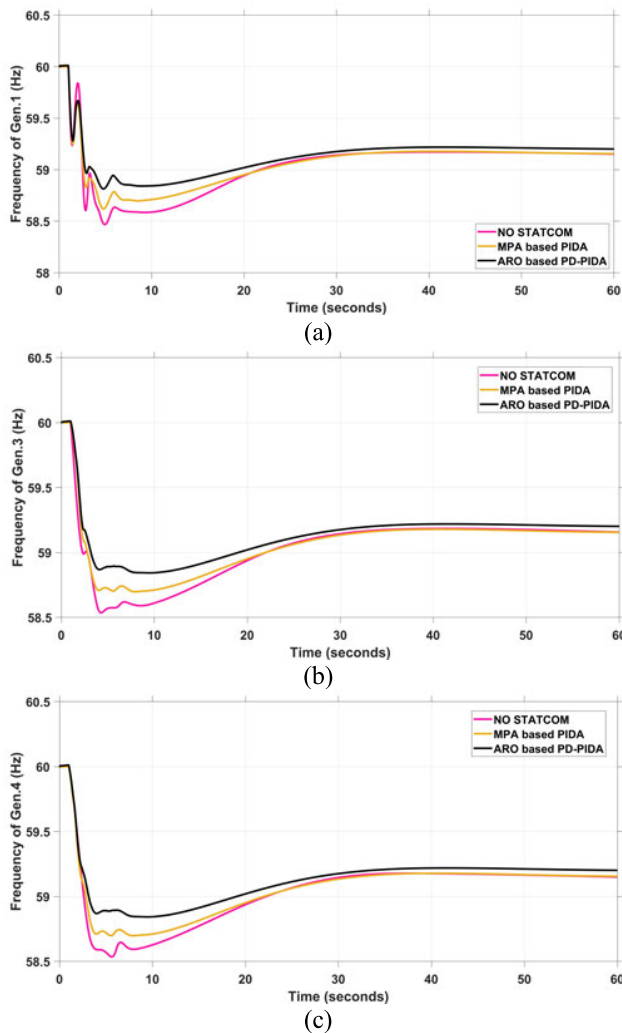 60.5
60
59.5
59
58.5
58
Frequency of Gen.1 (Hz)
NO STATCOM
MPA based PIDA
ARO based PD-PIDA
0 10 20 30 40 50 60
Time (seconds)
(a)
60.5
60
59.5
59
58.5
Frequency of Gen.3 (Hz)
NO STATCOM
MPA based PIDA
ARO based PD-PIDA
0 10 20 30 40 50 60
Time (seconds)
(b)
60.5
60
59.5
59
58.5
Frequency of Gen.4 (Hz)
NO STATCOM
MPA based PIDA
ARO based PD-PIDA
0 10 20 30 40 50 60
Time (seconds)
(c)